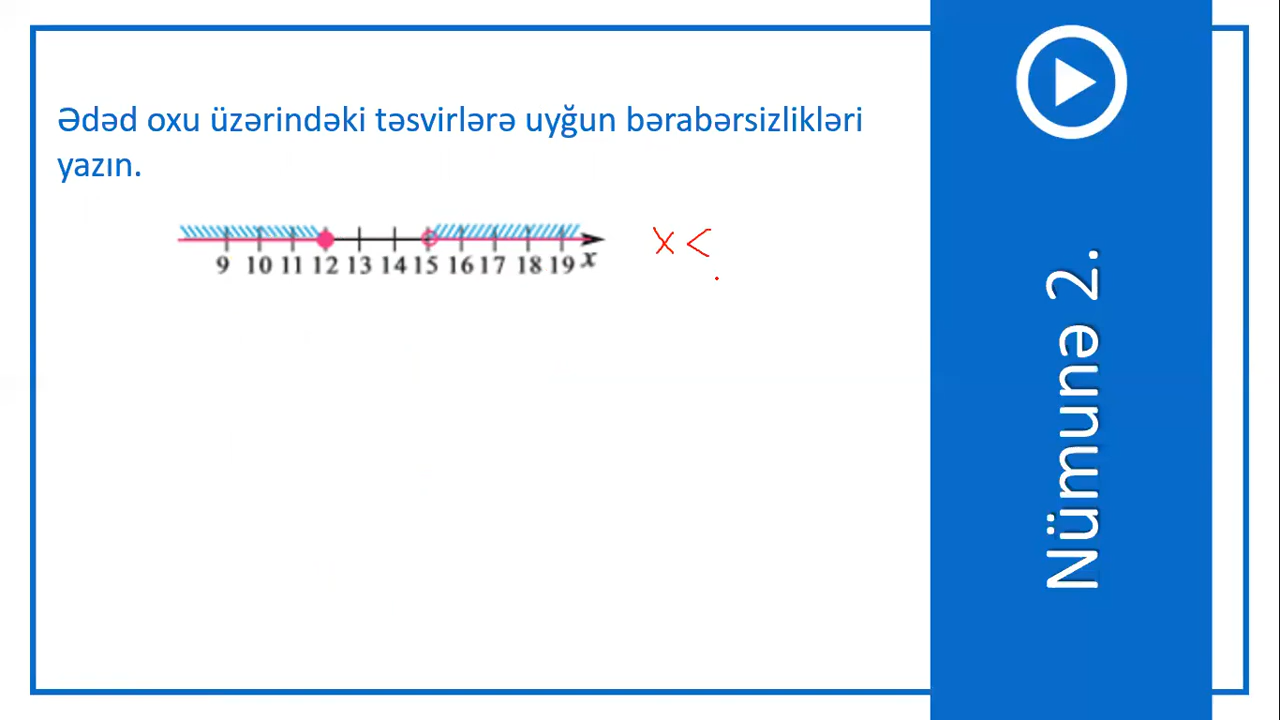 Ədəd oxu üzərindəki təsvirlərə uyğun bərabərsizlikləri
yazın.
9 10 11 12 13 14 15 16 17 18 19 x
x <
Nümunə 2.